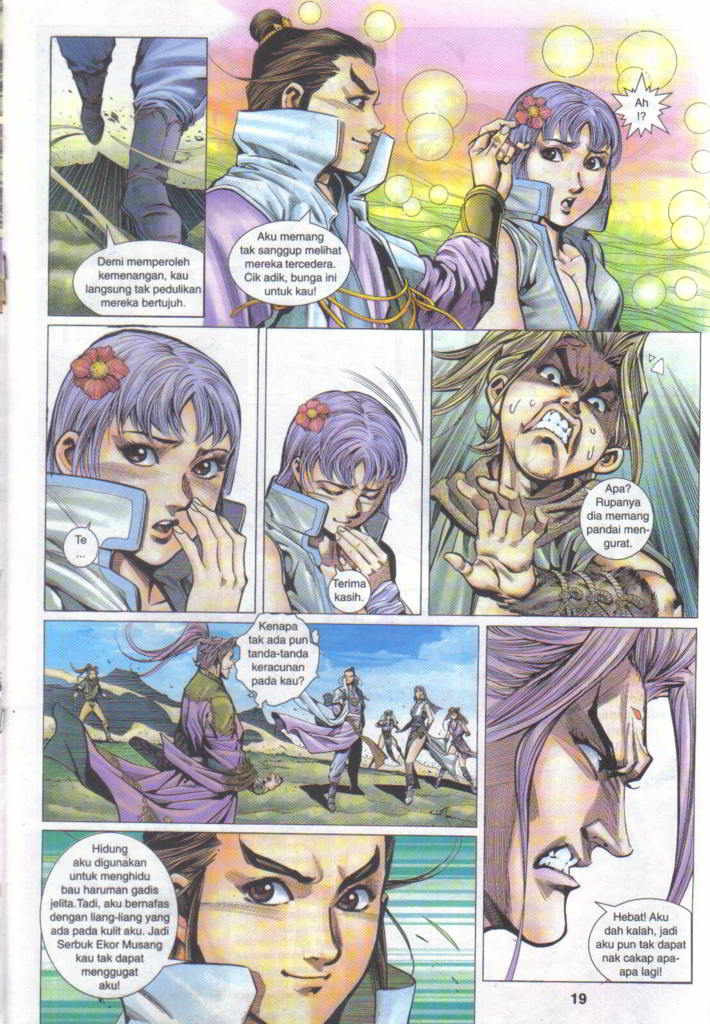 Demi memperoleh
kemenangan, kau
langsung tak pedulikan
mereka bertujuh.
Aku memang
tak sanggup melihat
mereka tercedera.
Cik adik, bunga ini
untuk kau!
Ah
!?
Te
...
Terima
kasih.
Apa?
Rupanya
dia memang
pandai men-
gurat.
Kenapa
tak ada pun
tanda-tanda
keracunan
pada kau?
Hidung
aku digunakan
untuk menghidu
bau haruman gadis
jelita.Tadi, aku bernafas
dengan liang-liang yang
ada pada kulit aku. Jadi
Serbuk Ekor Musang
kau tak dapat
menggugat
aku!
Hebat! Aku
dah kalah, jadi
aku pun tak dapat
nak cakap apa-
apa lagi!
19